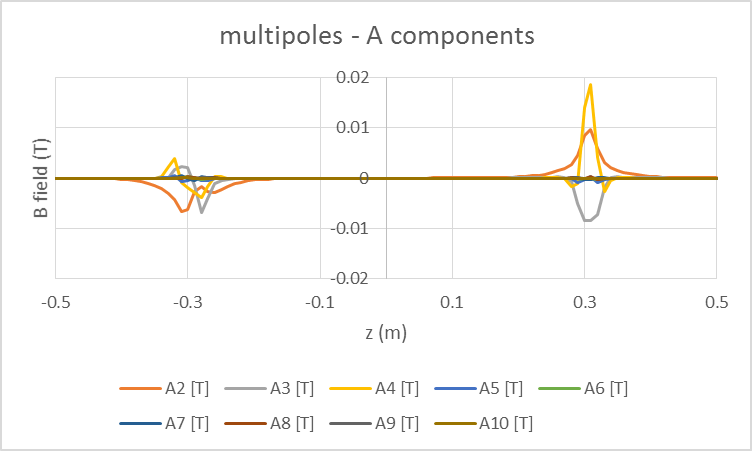 multipoles - A components
0.02
0.01
0
-0.01
-0.02
B field (T)
-0.5 -0.3 -0.1 0.1 0.3 0.5
z (m)
A2 [T] A3 [T] A4 [T] A5 [T] A6 [T]
A7 [T] A8 [T] A9 [T] A10 [T]